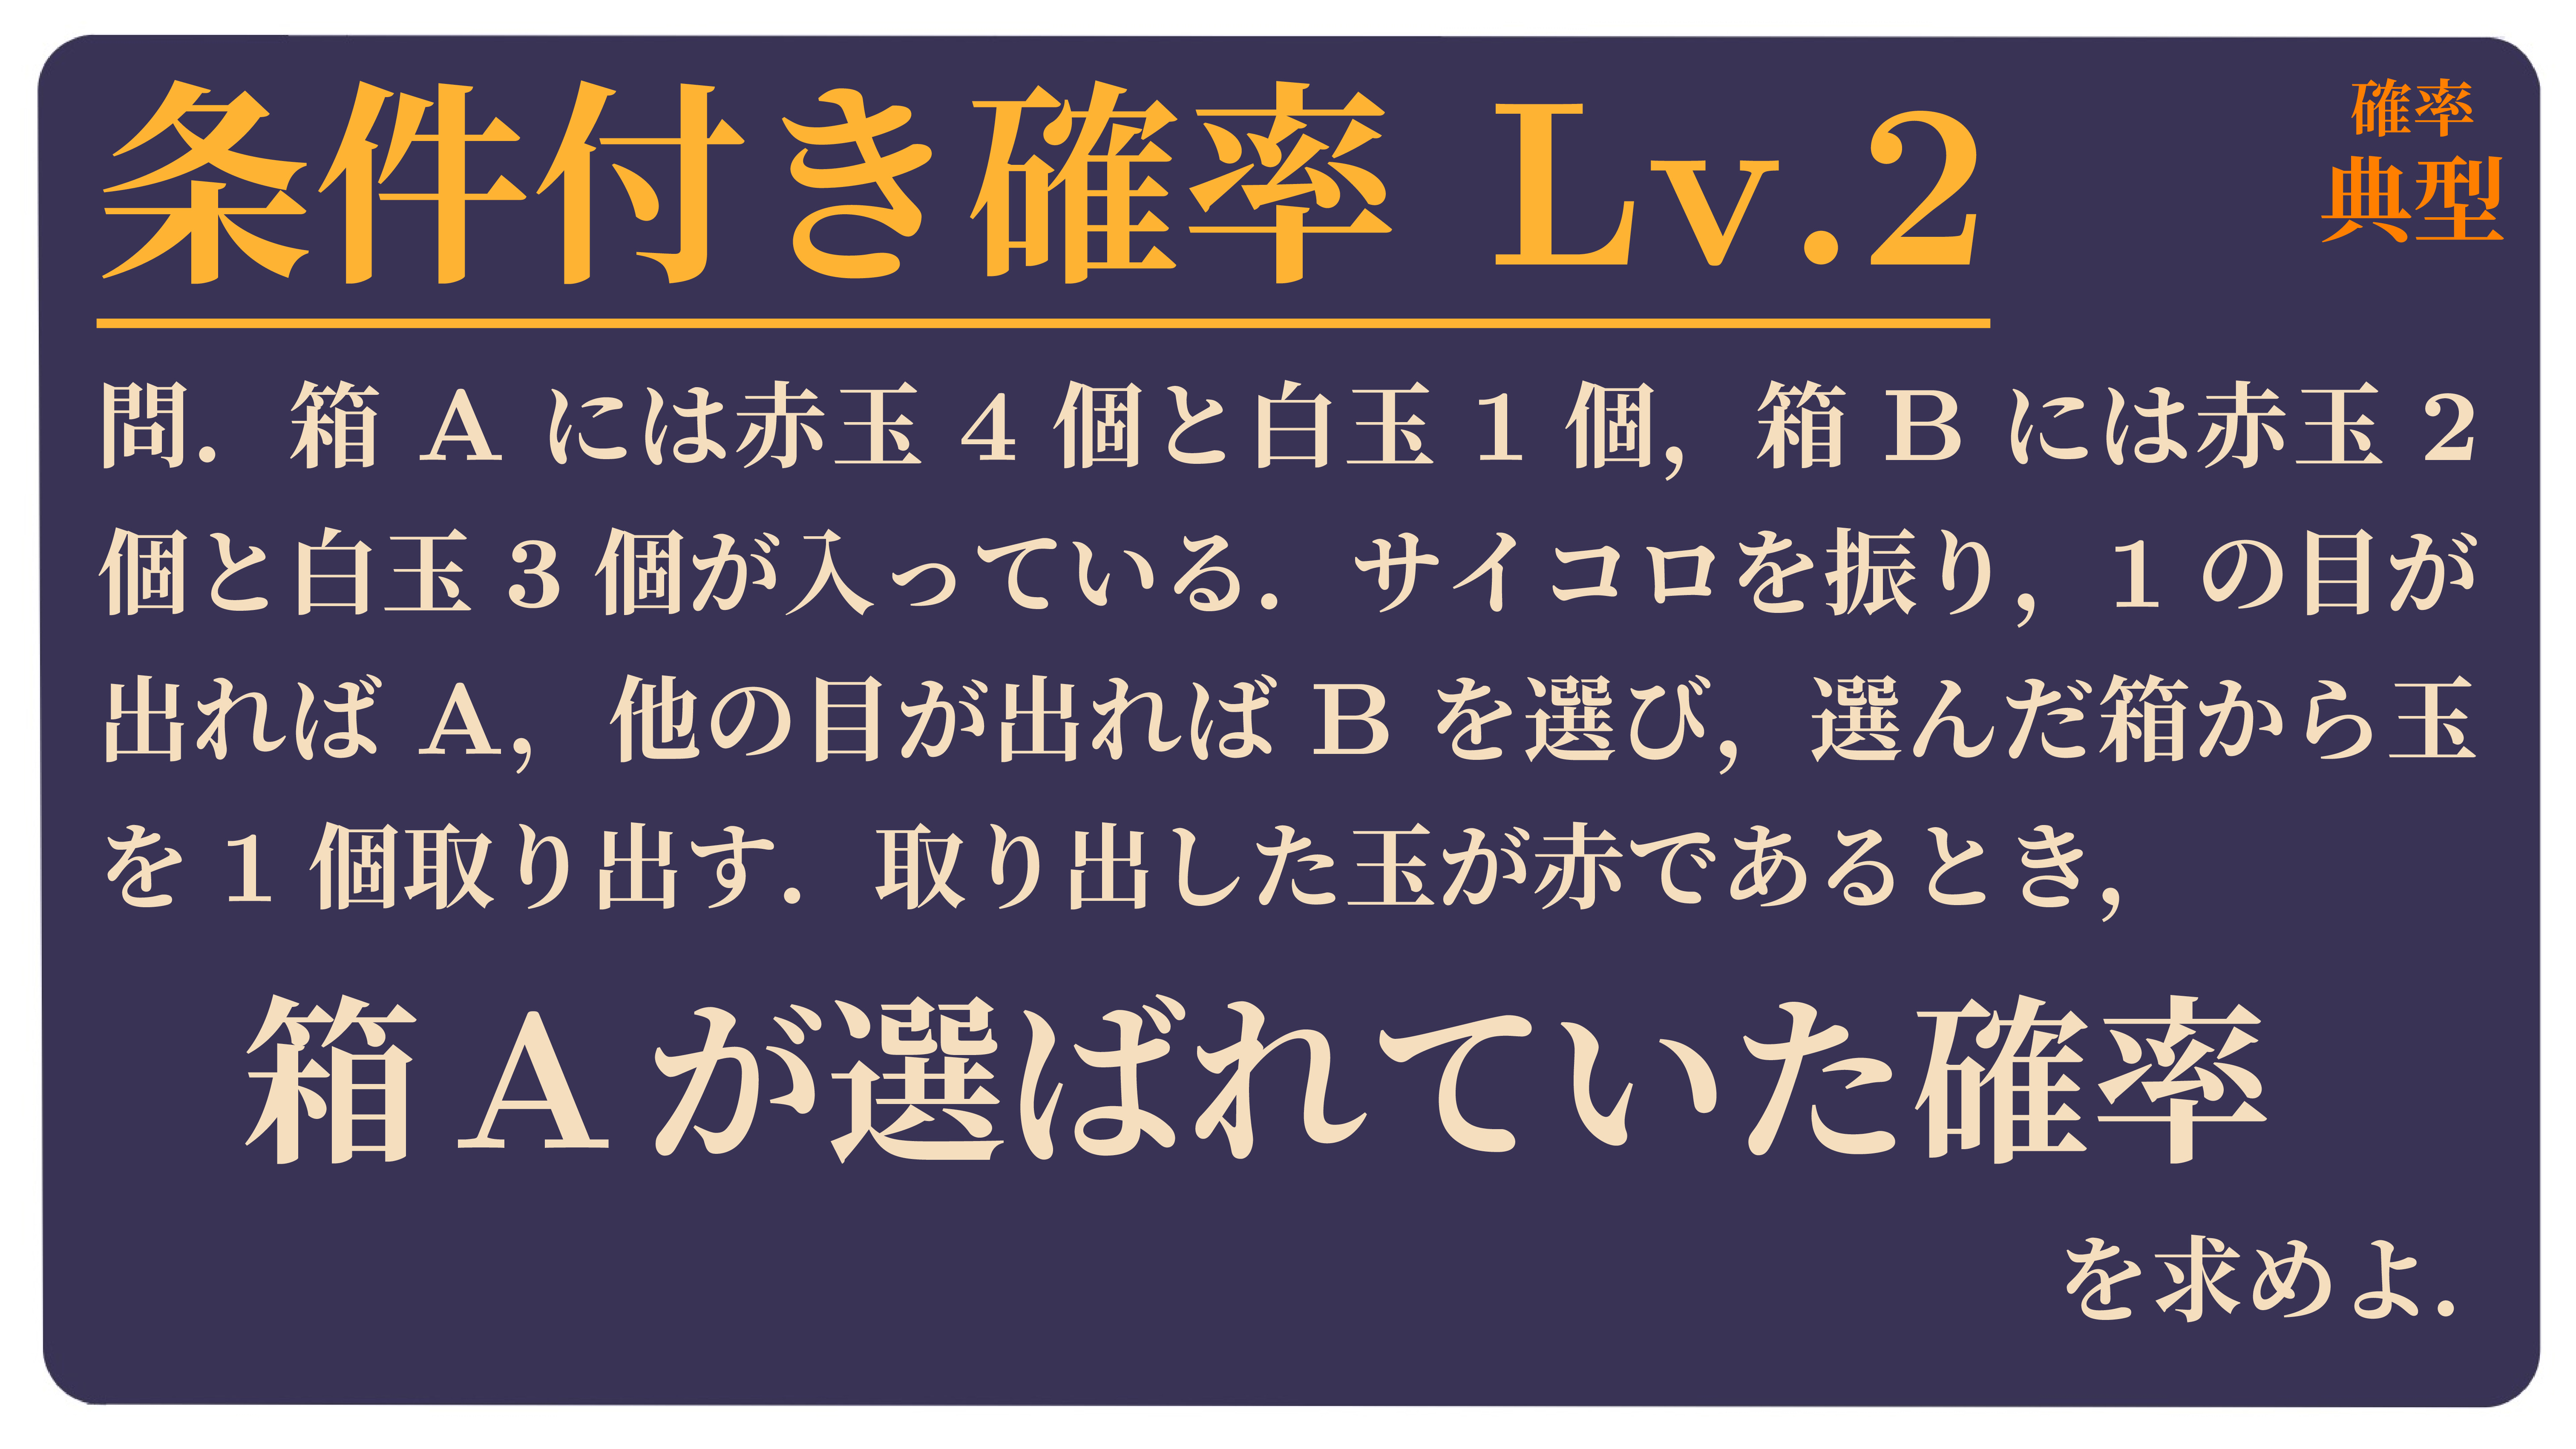 条件付き確率 Lv.2
確率
典型
問．箱 A には赤玉 4 個と白玉 1 個，箱 B には赤玉 2
個と白玉 3 個が入っている．サイコロを振り，1 の目が
出れば A，他の目が出れば B を選び，選んだ箱から玉
を 1 個取り出す．取り出した玉が赤であるとき，
箱 A が選ばれていた確率
を求めよ．